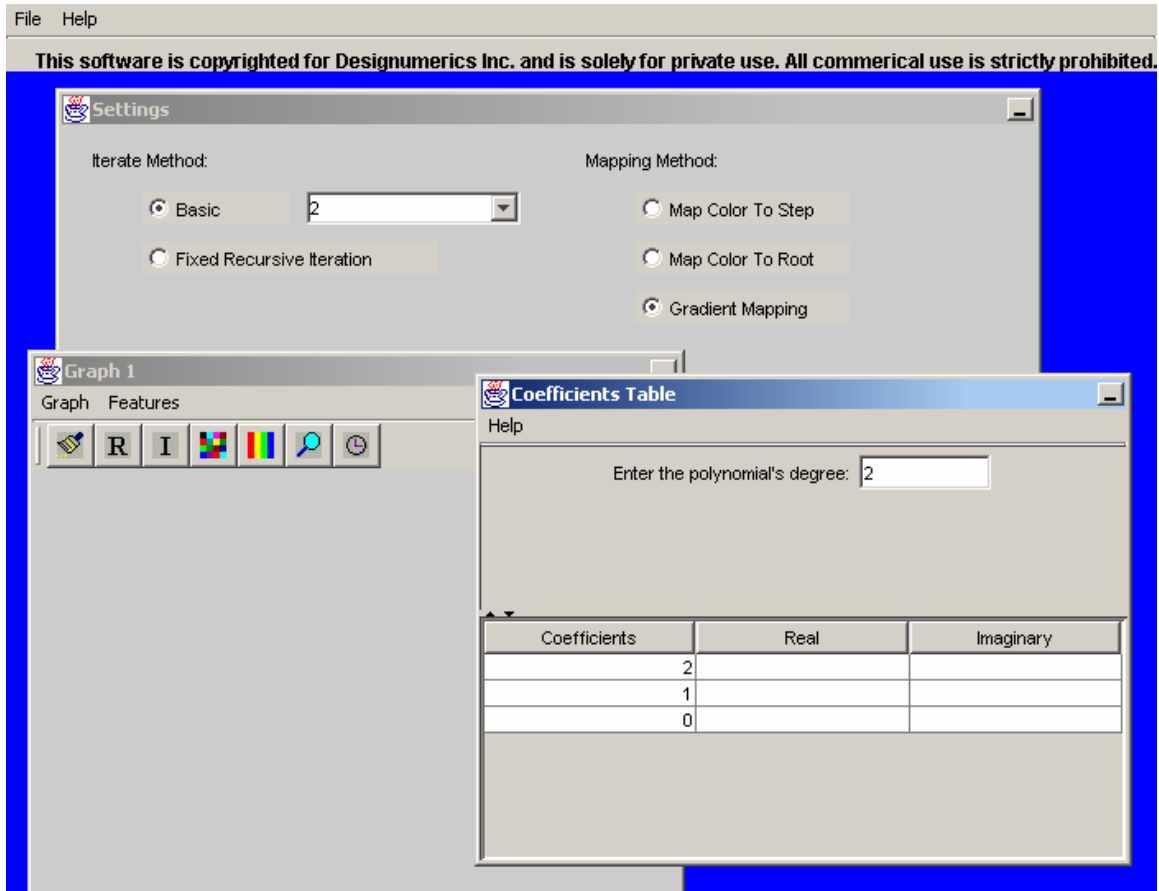 File Help
This software is copyrighted for Designumerics Inc. and is solely for private use. All commerical use is strictly prohibited.
Settings
Iterate Method: Mapping Method:
Basic 2 Map Color To Step
Fixed Recursive Iteration Map Color To Root
Gradient Mapping
Graph 1
Graph Features
R I
Coefficients Table
Help
Enter the polynomial's degree: 2
Coefficients Real Imaginary
2
1
0